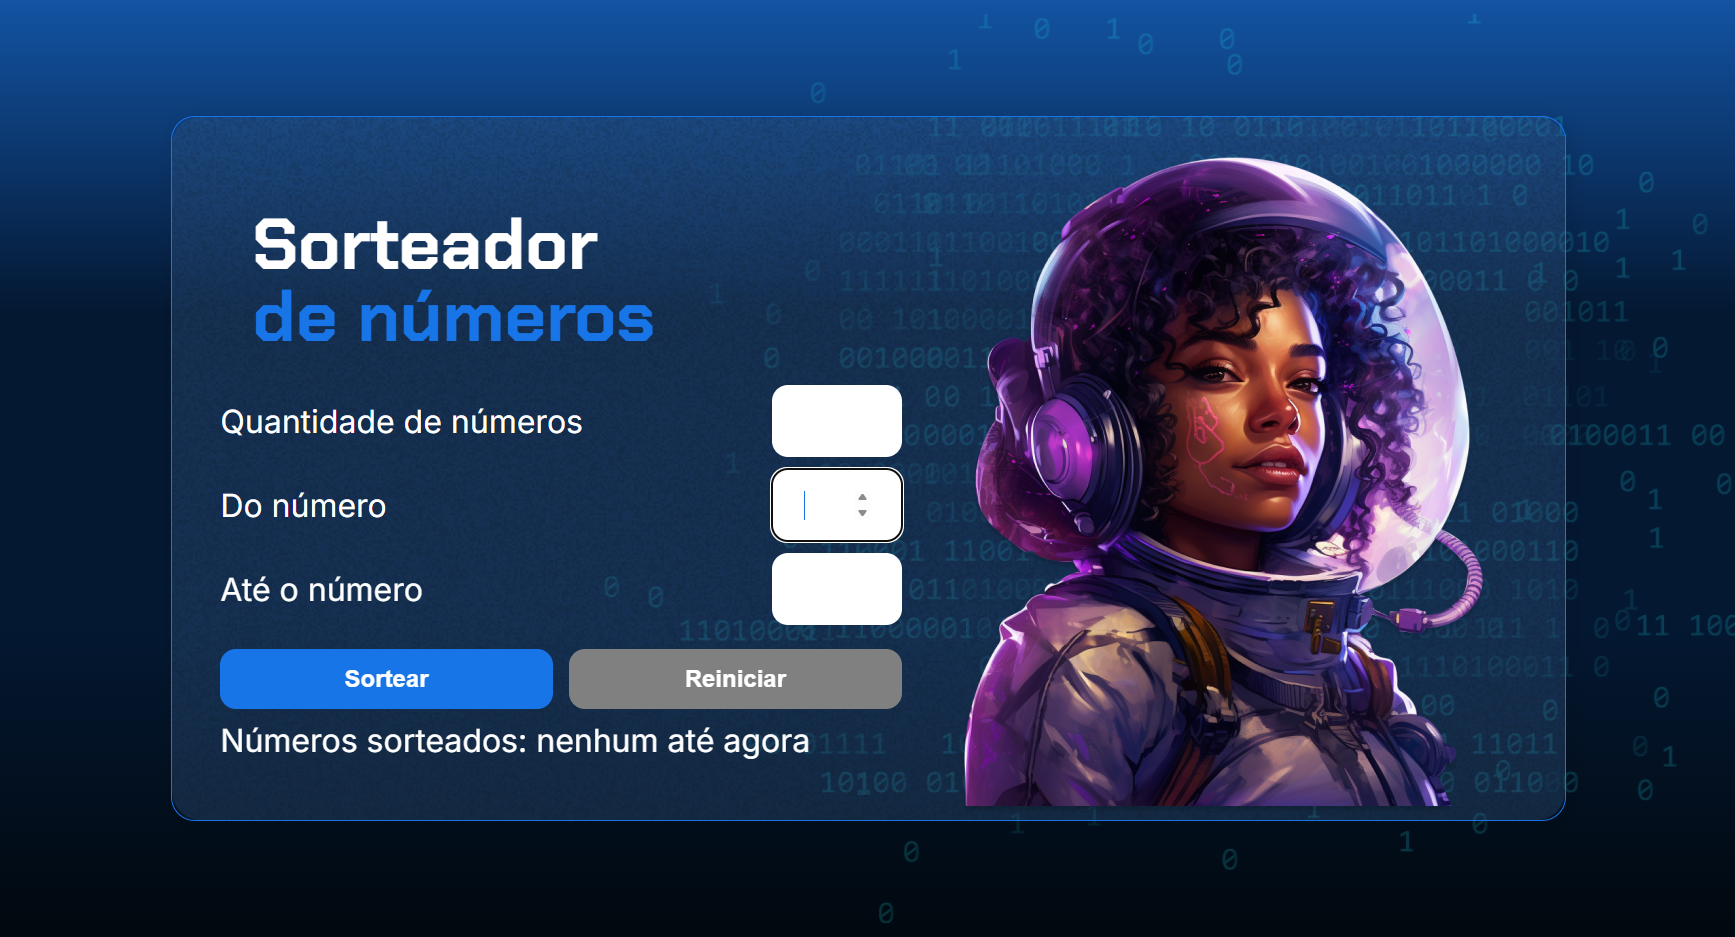 Sorteador
de números
Quantidade de números
Do número
Até o número
Sortear
Reiniciar
Números sorteados: nenhum até agora